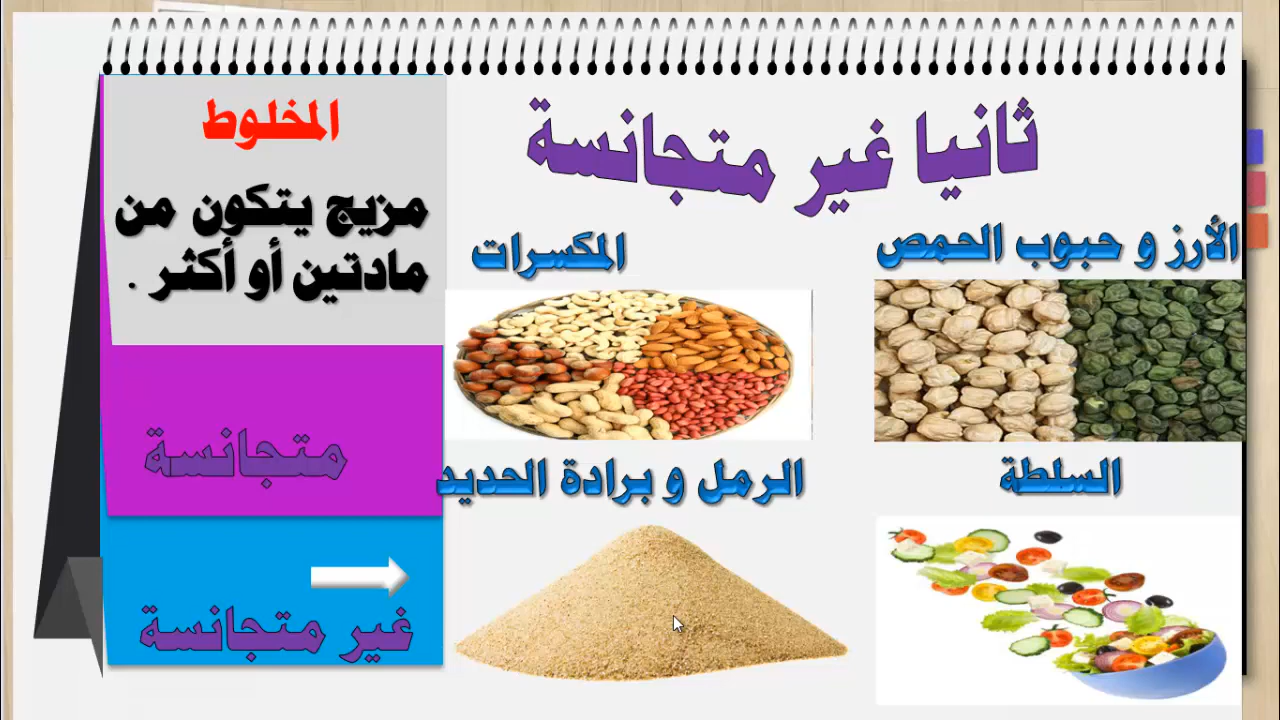 ثانيا غير متجانسة
الأرز و حبوب الحمص
المكسرات
السلطة
الرمل و برادة الحديد
المخلوط
مزيج يتكون من
مادتين أو أكثر .
متجانسة
غير متجانسة